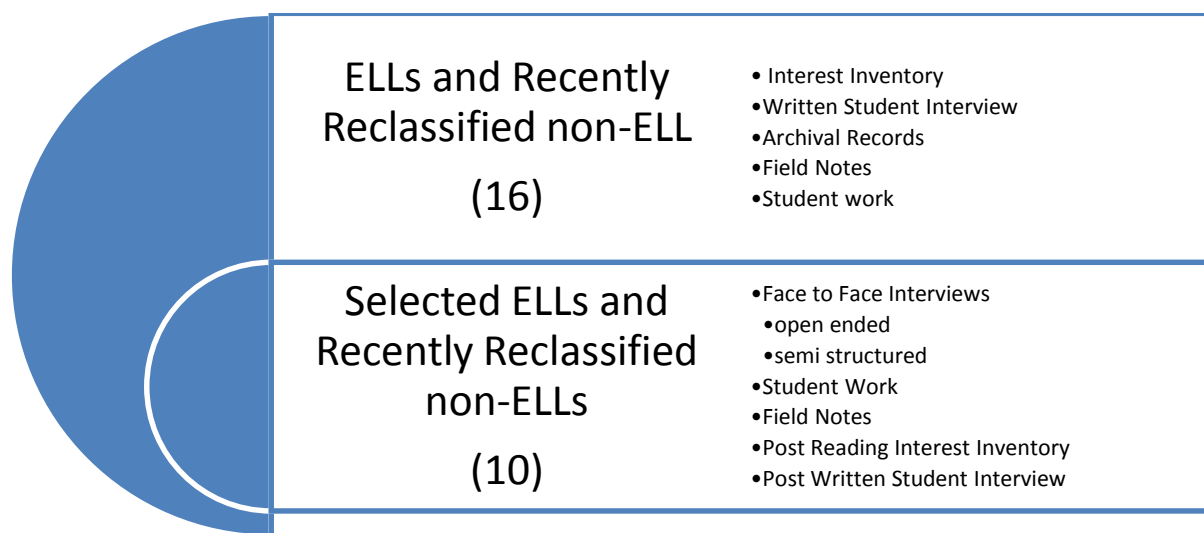 ELLs and Recently
Reclassified non-ELL
(16)
• Interest Inventory
•Written Student Interview
•Archival Records
•Field Notes
•Student work
Selected ELLs and
Recently Reclassified
non-ELLs
(10)
•Face to Face Interviews
•open ended
•semi structured
•Student Work
•Field Notes
•Post Reading Interest Inventory
•Post Written Student Interview